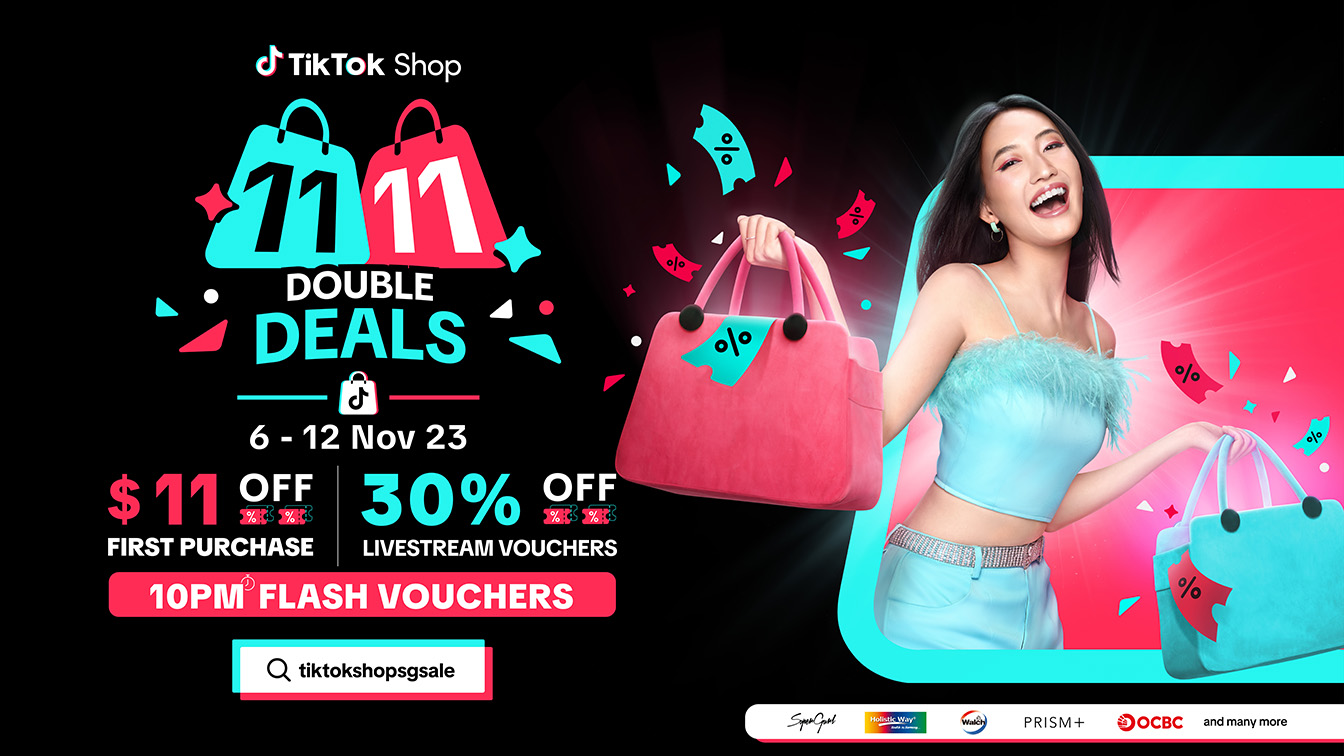 TikTok Shop
11 11
DOUBLE
DEALS
6 - 12 Nov 23
$11 OFF
FIRST PURCHASE
30% OFF
LIVESTREAM VOUCHERS
10PM FLASH VOUCHERS
tiktokshopsgsale
%
%
%
%
%
%
%
Holistic Way®
Walch
PRISM+
OCBC
and many more